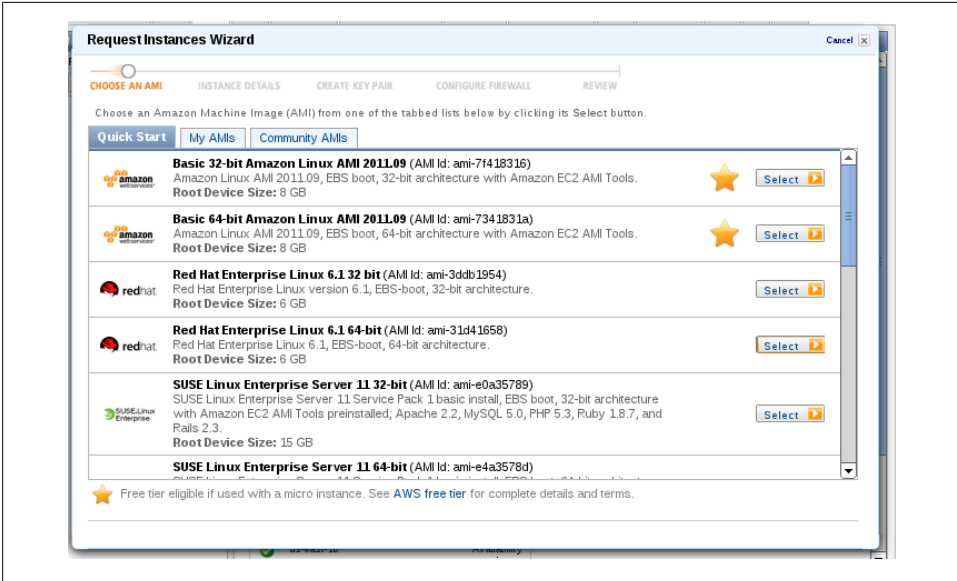 Request Instances Wizard
Cancel
CHOOSE AN AMI INSTANCE DETAILS CREATE KEY PAIR CONFIGURE FIREWALL REVIEW
Choose an Amazon Machine Image (AMI) from one of the tabbed lists below by clicking its Select button.
Quick Start My AMIs Community AMIs
Basic 32-bit Amazon Linux AMI 2011.09 (AMI Id: ami-7f418316)
amazon
webservices
Amazon Linux AMI 2011.09, EBS boot, 32-bit architecture with Amazon EC2 AMI Tools.
Select
Root Device Size: 8 GB
Basic 64-bit Amazon Linux AMI 2011.09 (AMI Id: ami-7341831a)
amazon
webservices
Amazon Linux AMI 2011.09, EBS boot, 64-bit architecture with Amazon EC2 AMI Tools.
Select
Root Device Size: 8 GB
Red Hat Enterprise Linux 6.1 32 bit (AMI Id: ami-3ddb1954)
redhat
Red Hat Enterprise Linux version 6.1, EBS-boot, 32-bit architecture.
Select
Root Device Size: 6 GB
Red Hat Enterprise Linux 6.1 64-bit (AMI Id: ami-31d41658)
redhat
Red Hat Enterprise Linux 6.1, EBS-boot, 64-bit architecture.
Select
Root Device Size: 6 GB
SUSE Linux Enterprise Server 11 32-bit (AMI Id: ami-e0a35789)
SUSE Linux Enterprise Server 11 Service Pack 1 basic install, EBS boot, 32-bit architecture
SUSE.Linux
Enterprise
with Amazon EC2 AMI Tools preinstalled; Apache 2.2, MySQL 5.0, PHP 5.3, Ruby 1.8.7, and
Select
Rails 2.3.
Root Device Size: 15 GB
SUSE Linux Enterprise Server 11 64-bit (AMI Id: ami-e4a3578d)
Free tier eligible if used with a micro instance. See AWS free tier for complete details and terms.